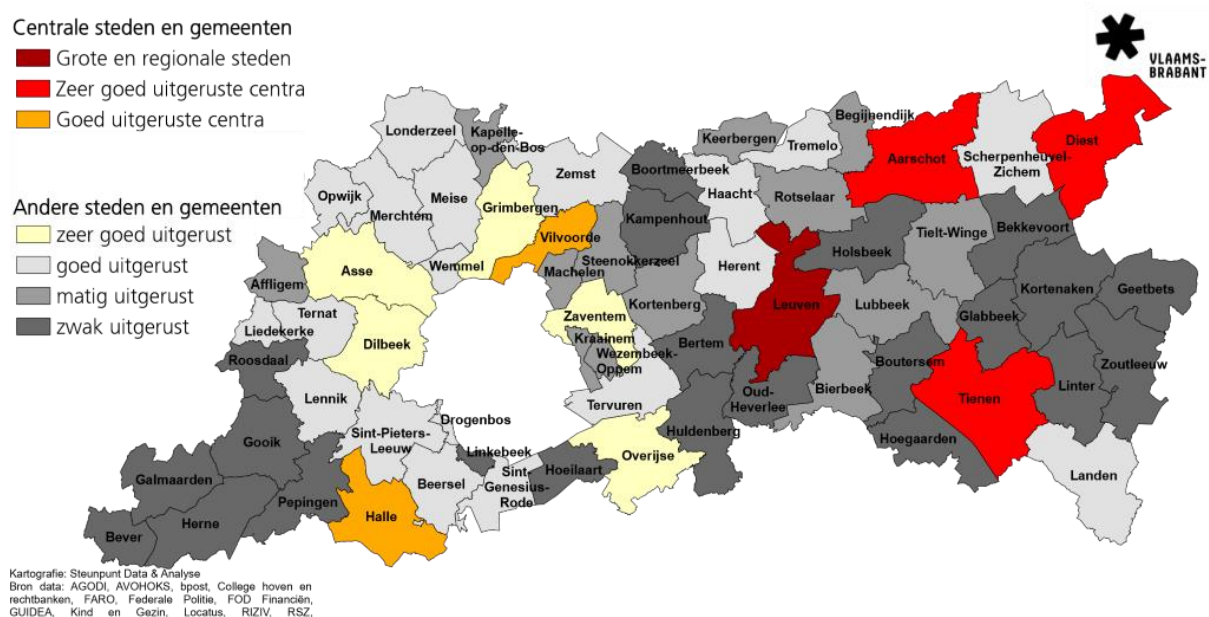 Centrale steden en gemeenten
Grote en regionale steden
Zeer goed uitgeruste centra
Goed uitgeruste centra
Andere steden en gemeenten
zeer goed uitgerust
goed uitgerust
matig uitgerust
zwak uitgerust
VLAAMS-
BRABANT
Londerzeel
Kapelle-
op-den-Bos
Keerbergen
Tremelo
Begijnendijk
Aarschot
Scherpenheuvel-
Zichem
Diest
Opwijk
Merchtem
Meise
Grimbergen
Zemst
Boortmeerbeek
Haacht
Rotselaar
Kampenhout
Vilvoorde
Affligem
Asse
Wemmel
Machelen
Steenokkerzeel
Herent
Holsbeek
Tielt-Winge
Bekkevoort
Kortenaken
Geetbets
Liedekerke
Ternat
Dilbeek
Zaventem
Kortenberg
Leuven
Lubbeek
Glabbeek
Roosdaal
Kraainem
Wezembeek-
Oppem
Bertem
Boutersem
Zoutleeuw
Lennik
Tervuren
Oud-
Heverlee
Bierbeek
Tienen
Linter
Gooik
Sint-Pieters-
Leeuw
Drogenbos
Linkebeek
Huldenberg
Hoegaarden
Galmaarden
Pepingen
Beersel
Sint-
Genesius-
Rode
Hoeilaart
Overijse
Landen
Bever
Herne
Halle
Kartografie: Steunpunt Data & Analyse
Bron data: AGODI, AVOHOKS, bpost, College hoven en
rechtbanken, FARO, Federale Politie, FOD Financiën,
GUIDEA, Kind en Gezin, Locatus, RIZIV, RSZ,